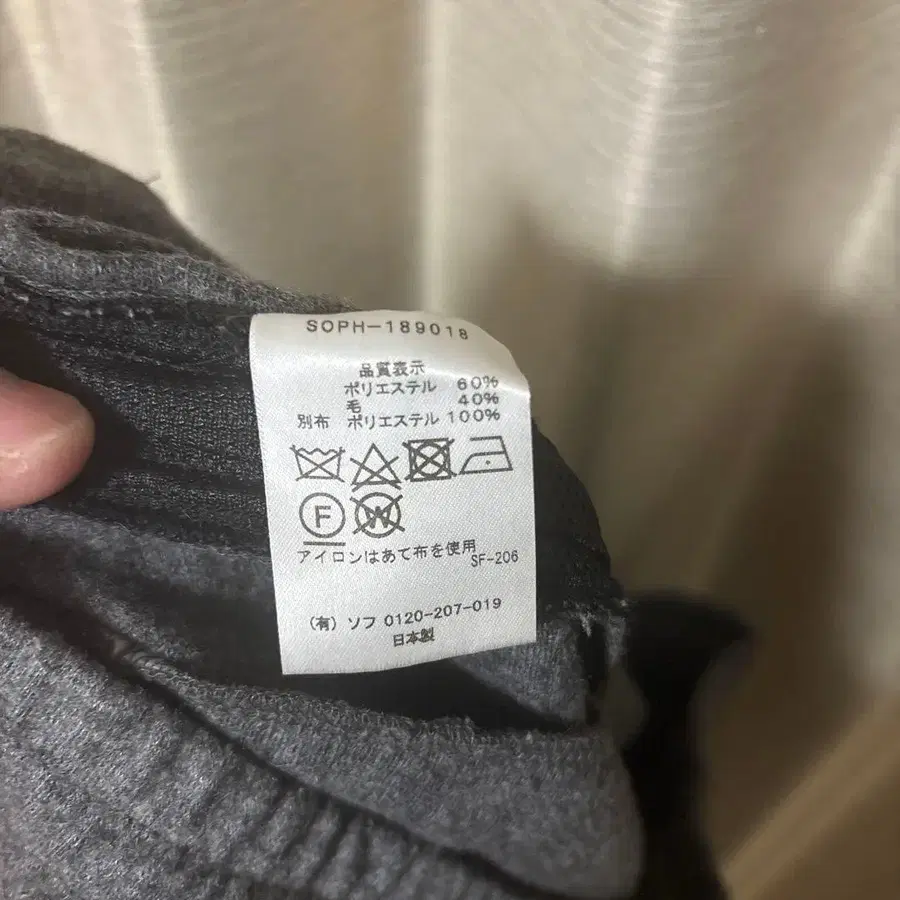 SOPH-189018
品質表示
ポリエステル 60%
毛 40%
別布 ポリエステル 100%
F W
アイロンはあて布を使用
SF-206
(有) ソフ 0120-207-019
日本製